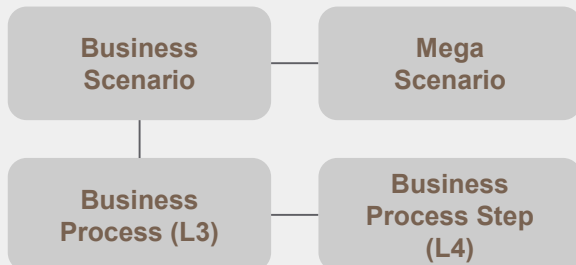 Business
Scenario
Mega
Scenario
Business
Process (L3)
Business
Process Step
(L4)